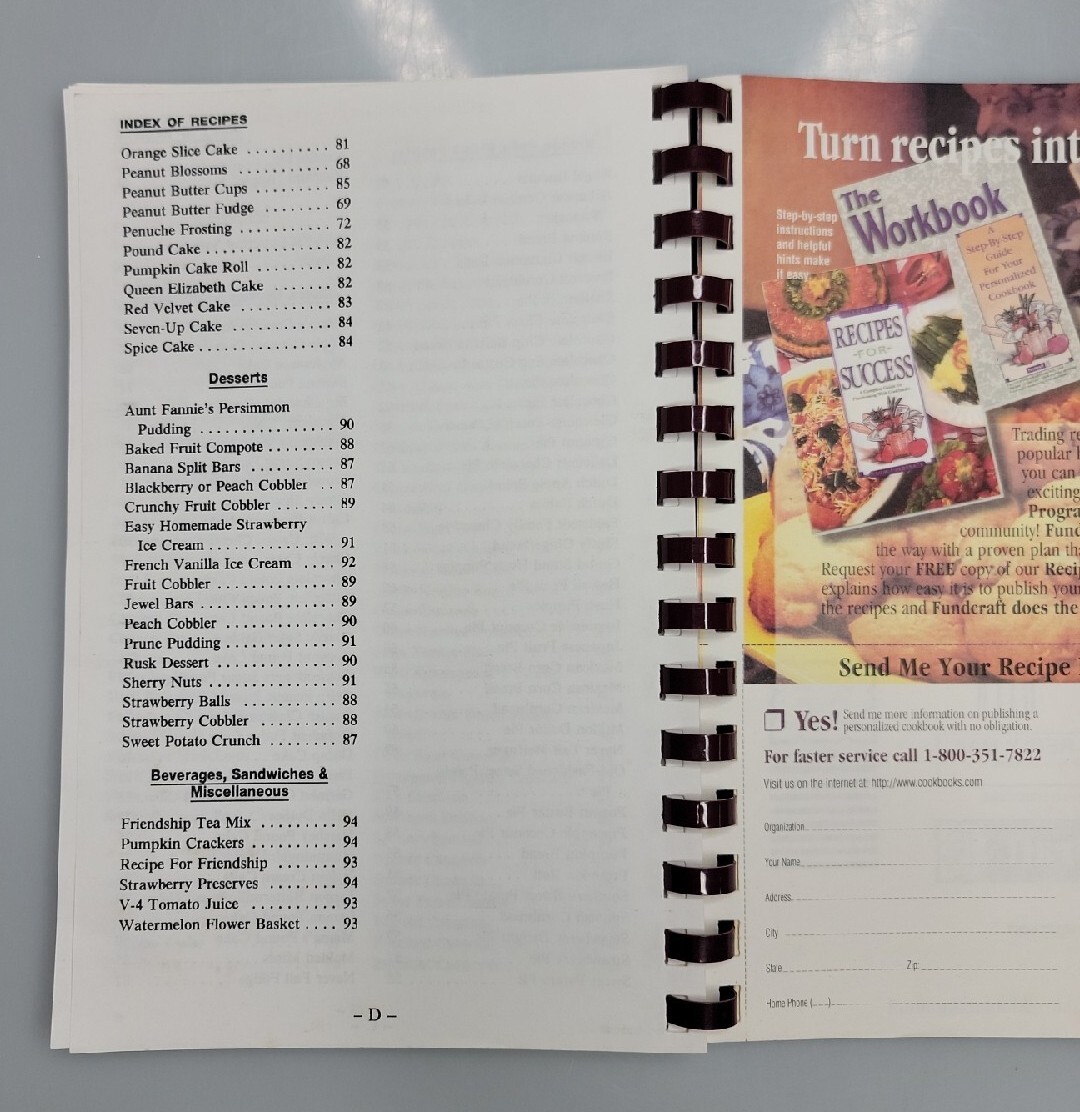 INDEX OF RECIPES
Orange Slice Cake .......... 81
Peanut Blossoms ........... 68
Peanut Butter Cups ......... 85
Peanut Butter Fudge ........ 69
Penuche Frosting ........... 72
Pound Cake ............... 82
Pumpkin Cake Roll ......... 82
Queen Elizabeth Cake ....... 82
Red Velvet Cake ........... 83
Seven-Up Cake ............ 84
Spice Cake ................ 84
Desserts
Aunt Fannie's Persimmon
Pudding ................ 90
Baked Fruit Compote ........ 88
Banana Split Bars .......... 87
Blackberry or Peach Cobbler .. 87
Crunchy Fruit Cobbler ....... 89
Easy Homemade Strawberry
Ice Cream ............... 91
French Vanilla Ice Cream .... 92
Fruit Cobbler .............. 89
Jewel Bars ................ 89
Peach Cobbler ............. 90
Prune Pudding ............. 91
Rusk Dessert .............. 90
Sherry Nuts ............... 91
Strawberry Balls ........... 88
Strawberry Cobbler ......... 88
Sweet Potato Crunch ........ 87
Beverages, Sandwiches &
Miscellaneous
Friendship Tea Mix ......... 94
Pumpkin Crackers .......... 94
Recipe For Friendship ....... 93
Strawberry Preserves ........ 94
V-4 Tomato Juice .......... 93
Watermelon Flower Basket .... 93
– D –
Turn recipes int
Step-by-step
instructions
and helpful
hints make
it easy
The
Workbook
A
Step-By-Step
Guide
For Your
Personalized
Cookbook
RECIPES
-FOR-
SUCCESS
Trading re
popular
you can
exciting
Progra
community! Fund
the way with a proven plan tha
Request your FREE copy of our Recip
explains how easy it is to publish your
the recipes and Fundcraft does the
Send Me Your Recipe
Yes! Send me more information on publishing a
personalized cookbook with no obligation.
For faster service call 1-800-351-7822
Visit us on the internet at: http://www.cookbooks.com
Organization
Your Name
Address
City
State Zip
Home Phone ( )